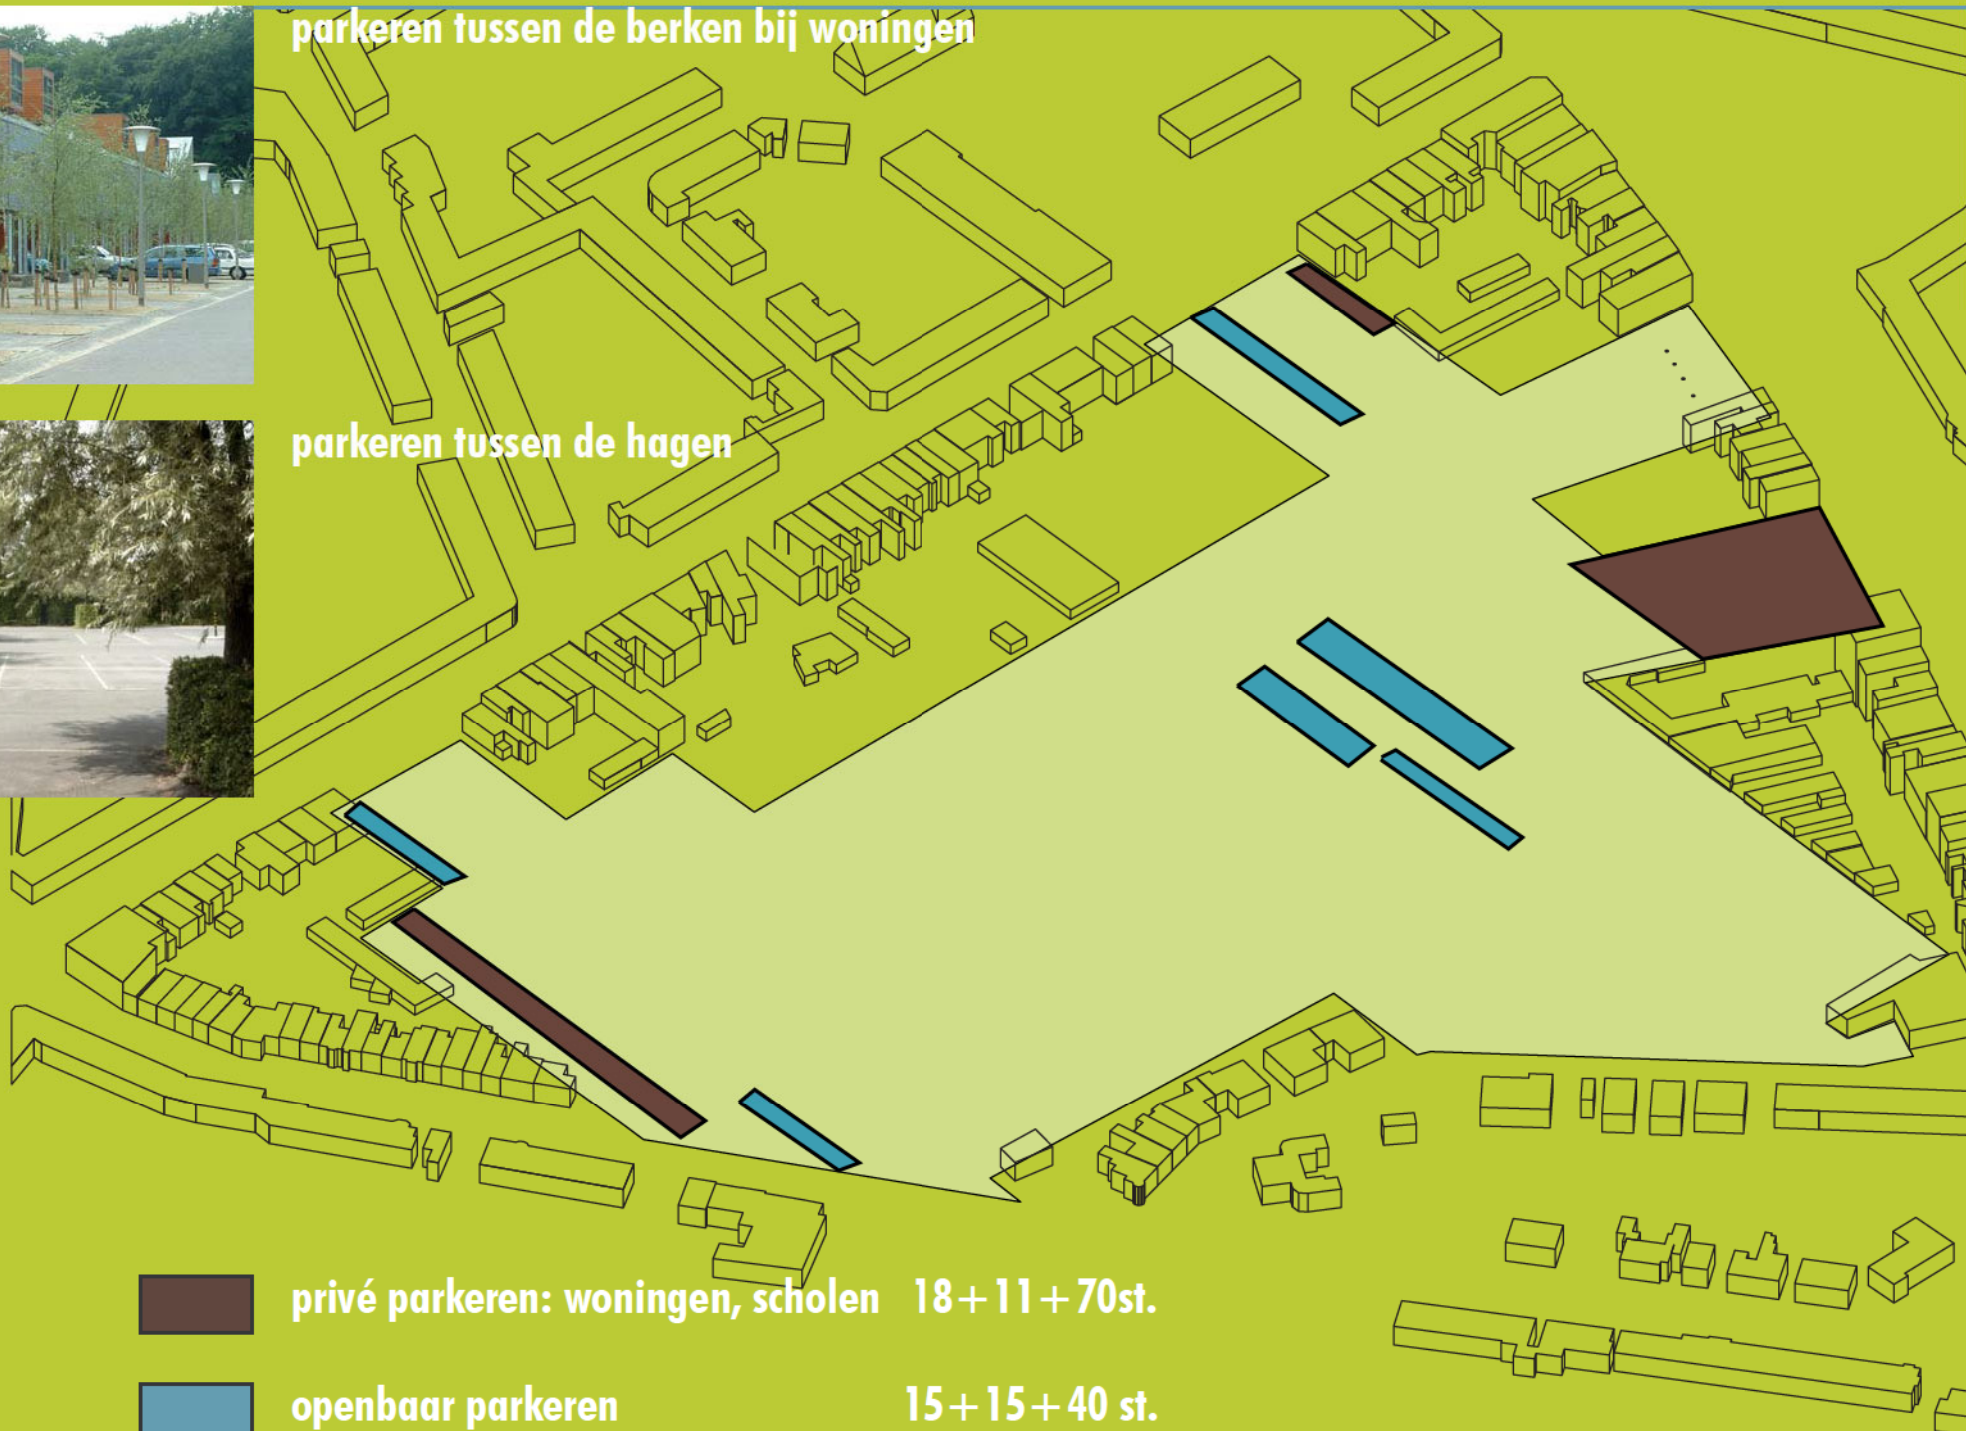 parkeren tussen de berken bij woningen
parkeren tussen de hagen
privé parkeren: woningen, scholen 18+11+70st.
openbaar parkeren 15+15+40 st.